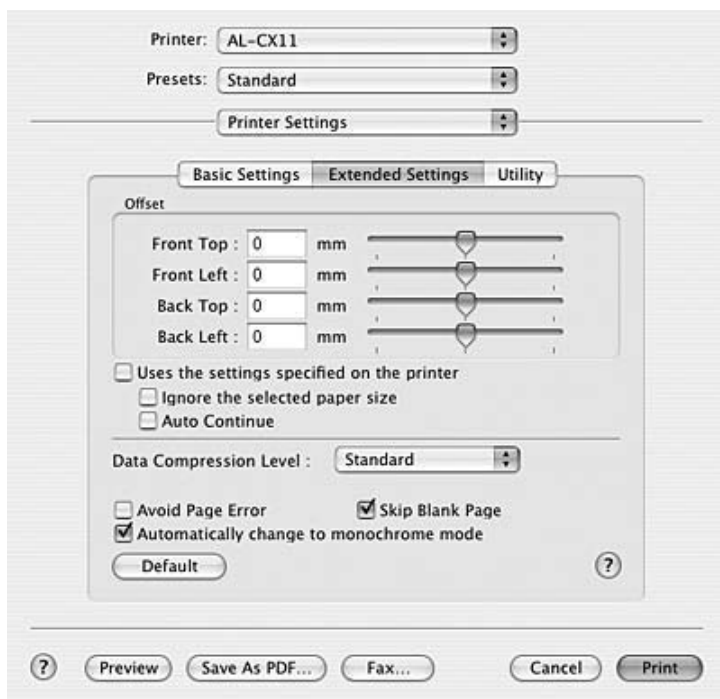 Printer: AL-CX11
Presets: Standard
Printer Settings
Basic Settings Extended Settings Utility
Offset
Front Top : 0 mm
Front Left : 0 mm
Back Top : 0 mm
Back Left : 0 mm
Uses the settings specified on the printer
Ignore the selected paper size
Auto Continue
Data Compression Level : Standard
Avoid Page Error Skip Blank Page
Automatically change to monochrome mode
Default ?
? Preview Save As PDF... Fax... Cancel Print